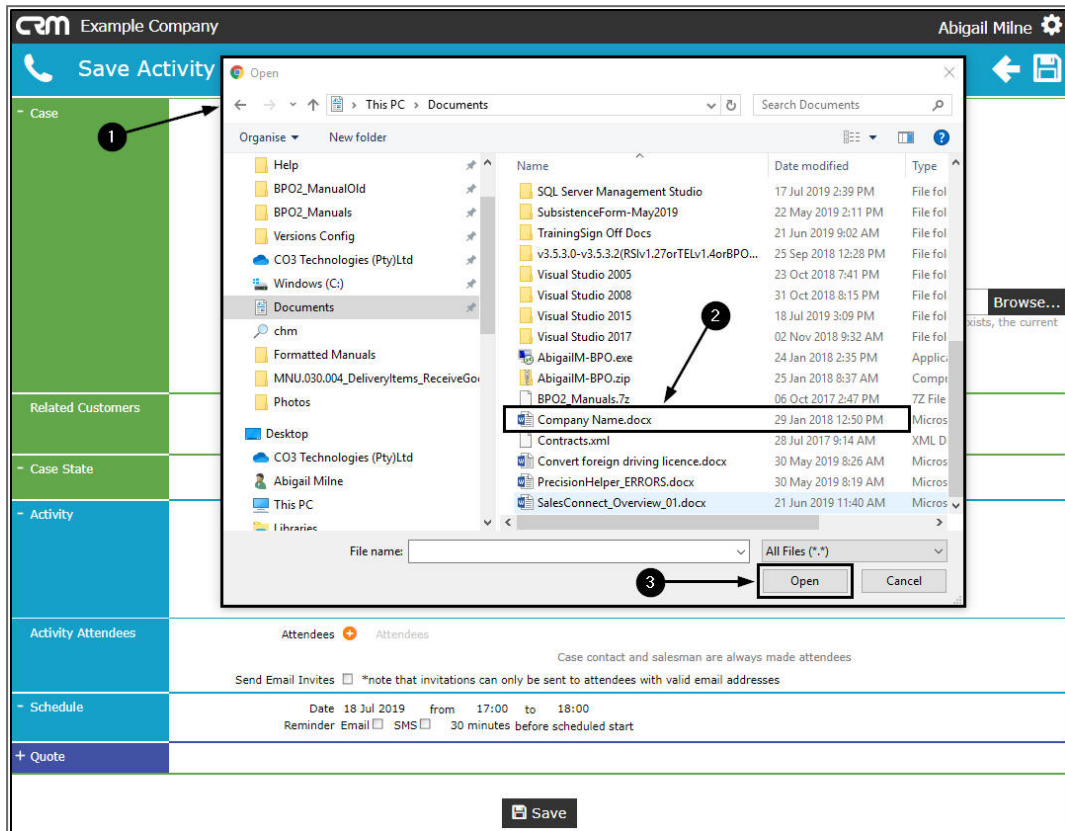 CRM Example Company Abigail Milne
Save Activity
Open
This PC > Documents Search Documents
Organise New folder
- Case
1
Help
BPO2_ManualOld
BPO2_Manuals
Versions Config
CO3 Technologies (Pty)Ltd
Windows (C:)
Documents
chm
Formatted Manuals
MNU.030.004_DeliveryItems_ReceiveGo
Photos
Desktop
CO3 Technologies (Pty)Ltd
Abigail Milne
This PC
Libraries
Name Date modified Type
SQL Server Management Studio 17 Jul 2019 2:39 PM File fol
SubsistenceForm-May2019 22 May 2019 2:11 PM File fol
TrainingSign Off Docs 21 Jun 2019 9:02 AM File fol
v3.5.3.0-v3.5.3.2(RSIv1.27orTELv1.4orBPO... 25 Sep 2018 12:28 PM File fol
Visual Studio 2005 23 Oct 2018 7:41 PM File fol
Visual Studio 2008 31 Oct 2018 8:15 PM File fol
Visual Studio 2015 18 Jul 2019 3:09 PM File fol
Visual Studio 2017 02 Nov 2018 9:32 AM File fol
AbigailM-BPO.exe 24 Jan 2018 2:35 PM Applic
AbigailM-BPO.zip 25 Jan 2018 8:37 AM Compr
BPO2_Manuals.7z 06 Oct 2017 2:47 PM 7Z File
Company Name.docx 29 Jan 2018 12:50 PM Micros
Contracts.xml 28 Jul 2017 9:14 AM XML D
Convert foreign driving licence.docx 30 May 2019 8:26 AM Micros
PrecisionHelper_ERRORS.docx 30 May 2019 8:19 AM Micros
SalesConnect_Overview_01.docx 21 Jun 2019 11:40 AM Micros
2
Browse...
xists, the current
File name: All Files (*.*)
3
Open Cancel
Related Customers
- Case State
- Activity
Activity Attendees
Attendees Attendees
Case contact and salesman are always made attendees
Send Email Invites *note that invitations can only be sent to attendees with valid email addresses
- Schedule
Date 18 Jul 2019 from 17:00 to 18:00
Reminder Email SMS 30 minutes before scheduled start
+ Quote
Save